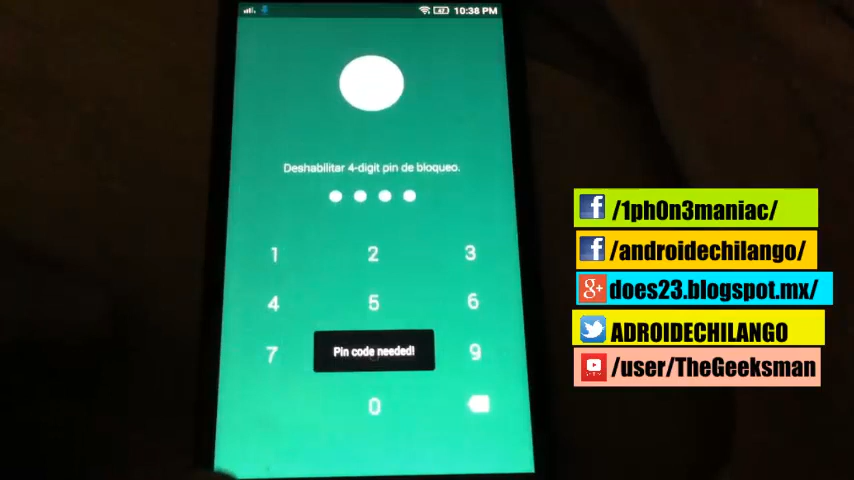 47 10:38 PM
Deshabilitar 4-digit pin de bloqueo.
1 2 3
4 5 6
7 Pin code needed! 9
0
/1ph0n3maniac/
/androidechilango/
g+ does23.blogspot.mx/
ADROIDECHILANGO
/user/TheGeeksman